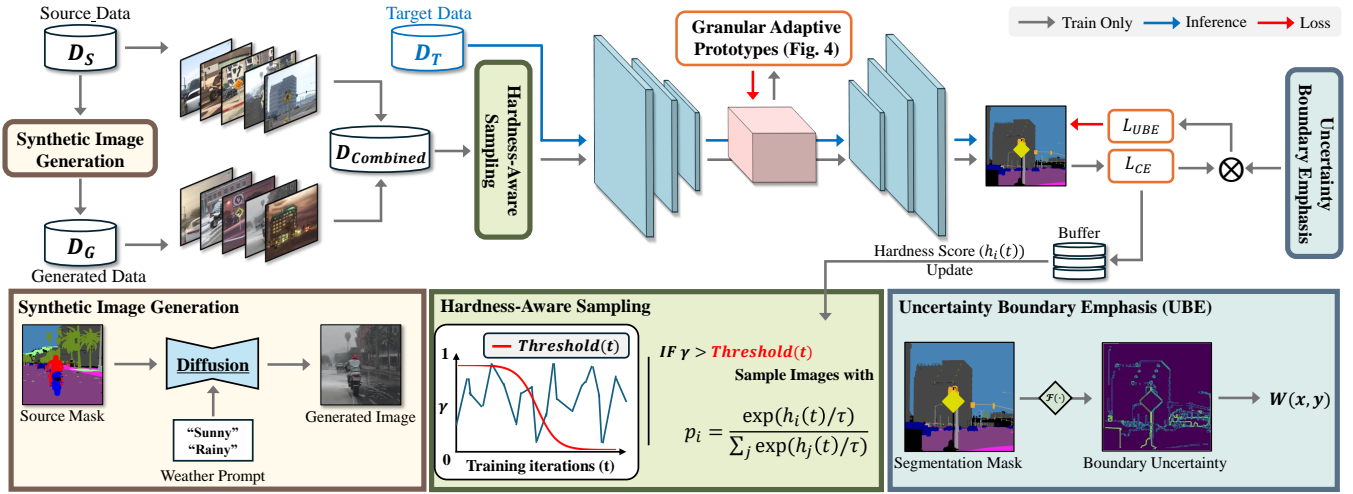 Source_Data
D_S
Synthetic Image
Generation
D_G
Generated Data
D_Combined
Target Data
D_T
Hardness-Aware
Sampling
Granular Adaptive
Prototypes (Fig. 4)
Train Only
Inference
Loss
L_UBE
L_CE
⊗
Uncertainty
Boundary Emphasis
Buffer
Hardness Score (h_i(t))
Update
Synthetic Image Generation
Source Mask
Diffusion
"Sunny"
"Rainy"
Weather Prompt
Generated Image
Hardness-Aware Sampling
Threshold(t)
1
γ
0
Training iterations (t)
IF γ > Threshold(t)
Sample Images with
p_i = exp(h_i(t)/τ) / ∑_j exp(h_j(t)/τ)
Uncertainty Boundary Emphasis (UBE)
Segmentation Mask
ℱ(·)
Boundary Uncertainty
W(x, y)